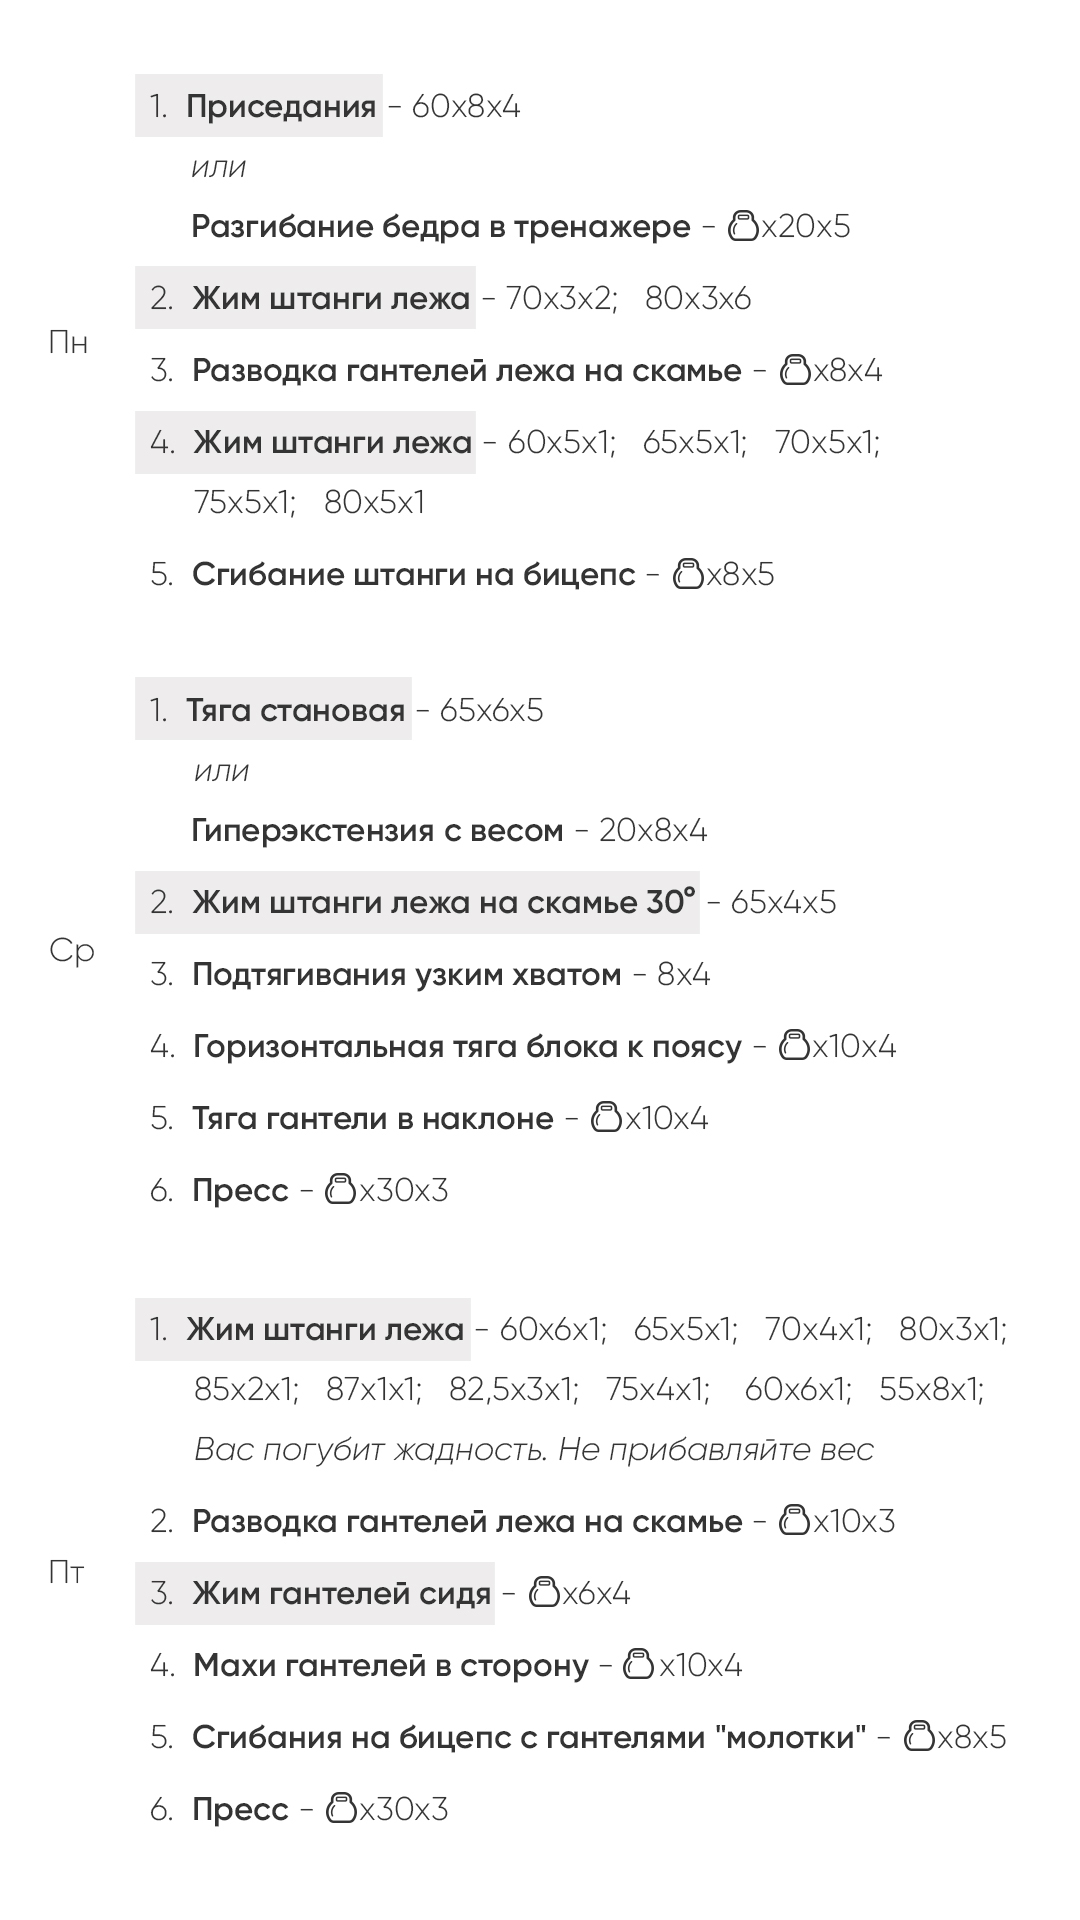 1. Приседания - 60x8x4
или
Разгибание бедра в тренажере - x20x5
2. Жим штанги лежа - 70x3x2; 80x3x6
Пн
3. Разводка гантелей лежа на скамье - x8x4
4. Жим штанги лежа - 60x5x1; 65x5x1; 70x5x1;
75x5x1; 80x5x1
5. Сгибание штанги на бицепс - x8x5
1. Тяга становая - 65x6x5
или
Гиперэкстензия с весом - 20x8x4
2. Жим штанги лежа на скамье 30° - 65x4x5
Ср
3. Подтягивания узким хватом - 8x4
4. Горизонтальная тяга блока к поясу - x10x4
5. Тяга гантели в наклоне - x10x4
6. Пресс - x30x3
1. Жим штанги лежа - 60x6x1; 65x5x1; 70x4x1; 80x3x1;
85x2x1; 87x1x1; 82,5x3x1; 75x4x1; 60x6x1; 55x8x1;
Вас погубит жадность. Не прибавляйте вес
2. Разводка гантелей лежа на скамье - x10x3
Пт
3. Жим гантелей сидя - x6x4
4. Махи гантелей в сторону - x10x4
5. Сгибания на бицепс с гантелями "молотки" - x8x5
6. Пресс - x30x3